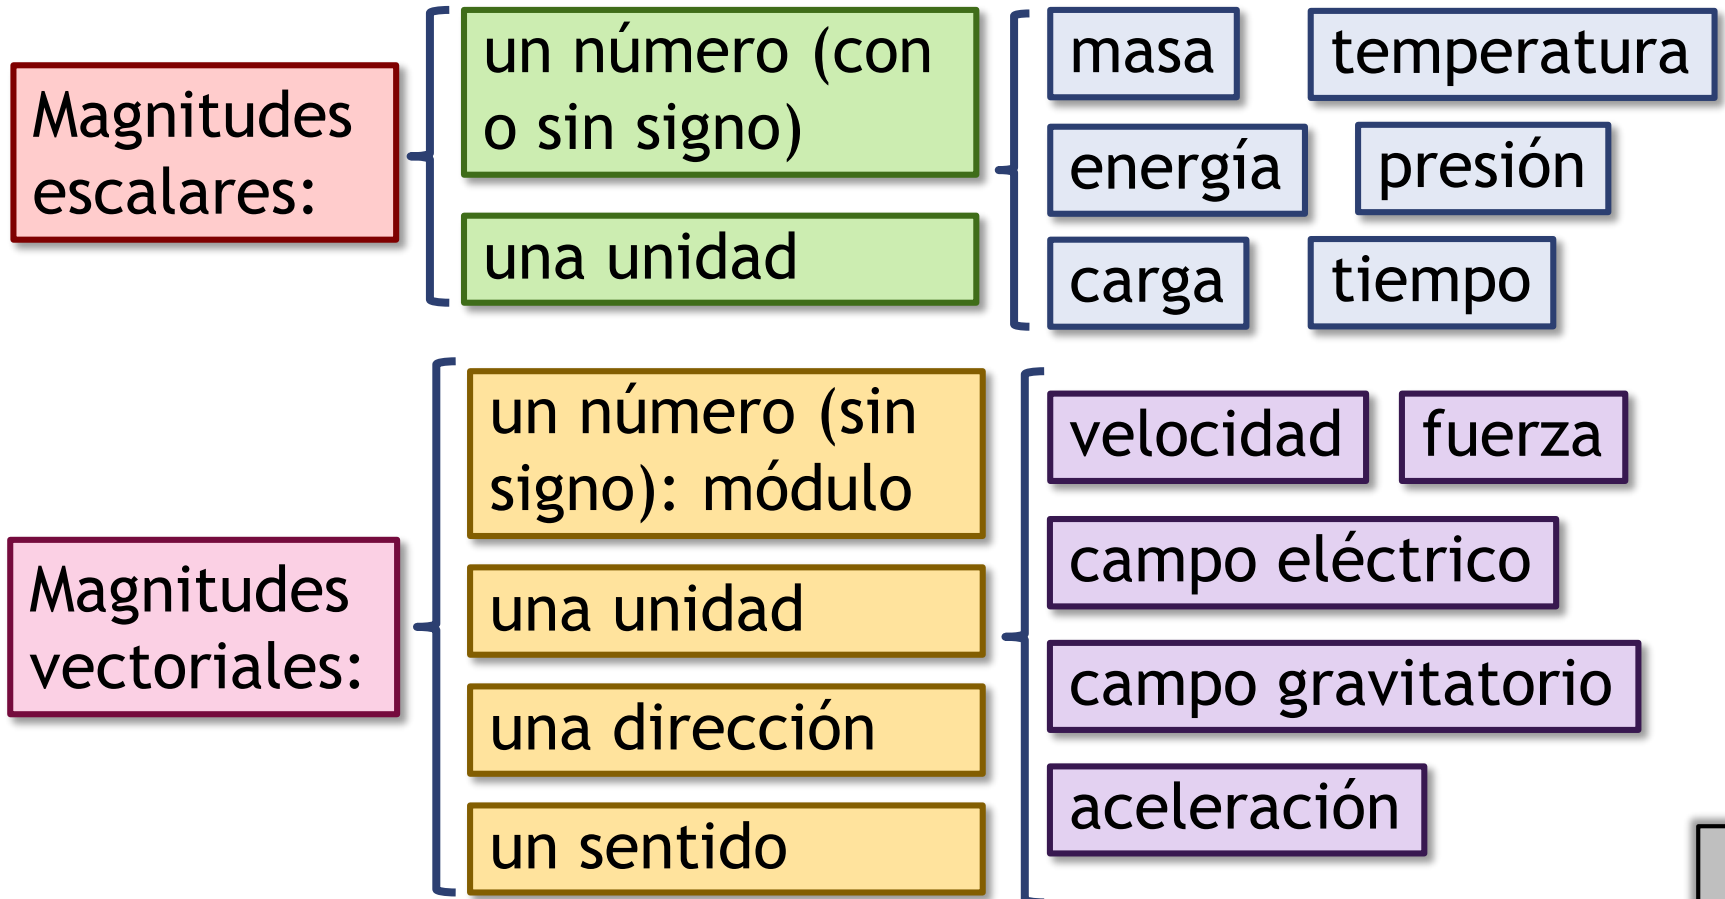 Magnitudes
escalares:
un número (con
o sin signo)
una unidad
masa
temperatura
energía
presión
carga
tiempo
Magnitudes
vectoriales:
un número (sin
signo): módulo
una unidad
una dirección
un sentido
velocidad
fuerza
campo eléctrico
campo gravitatorio
aceleración